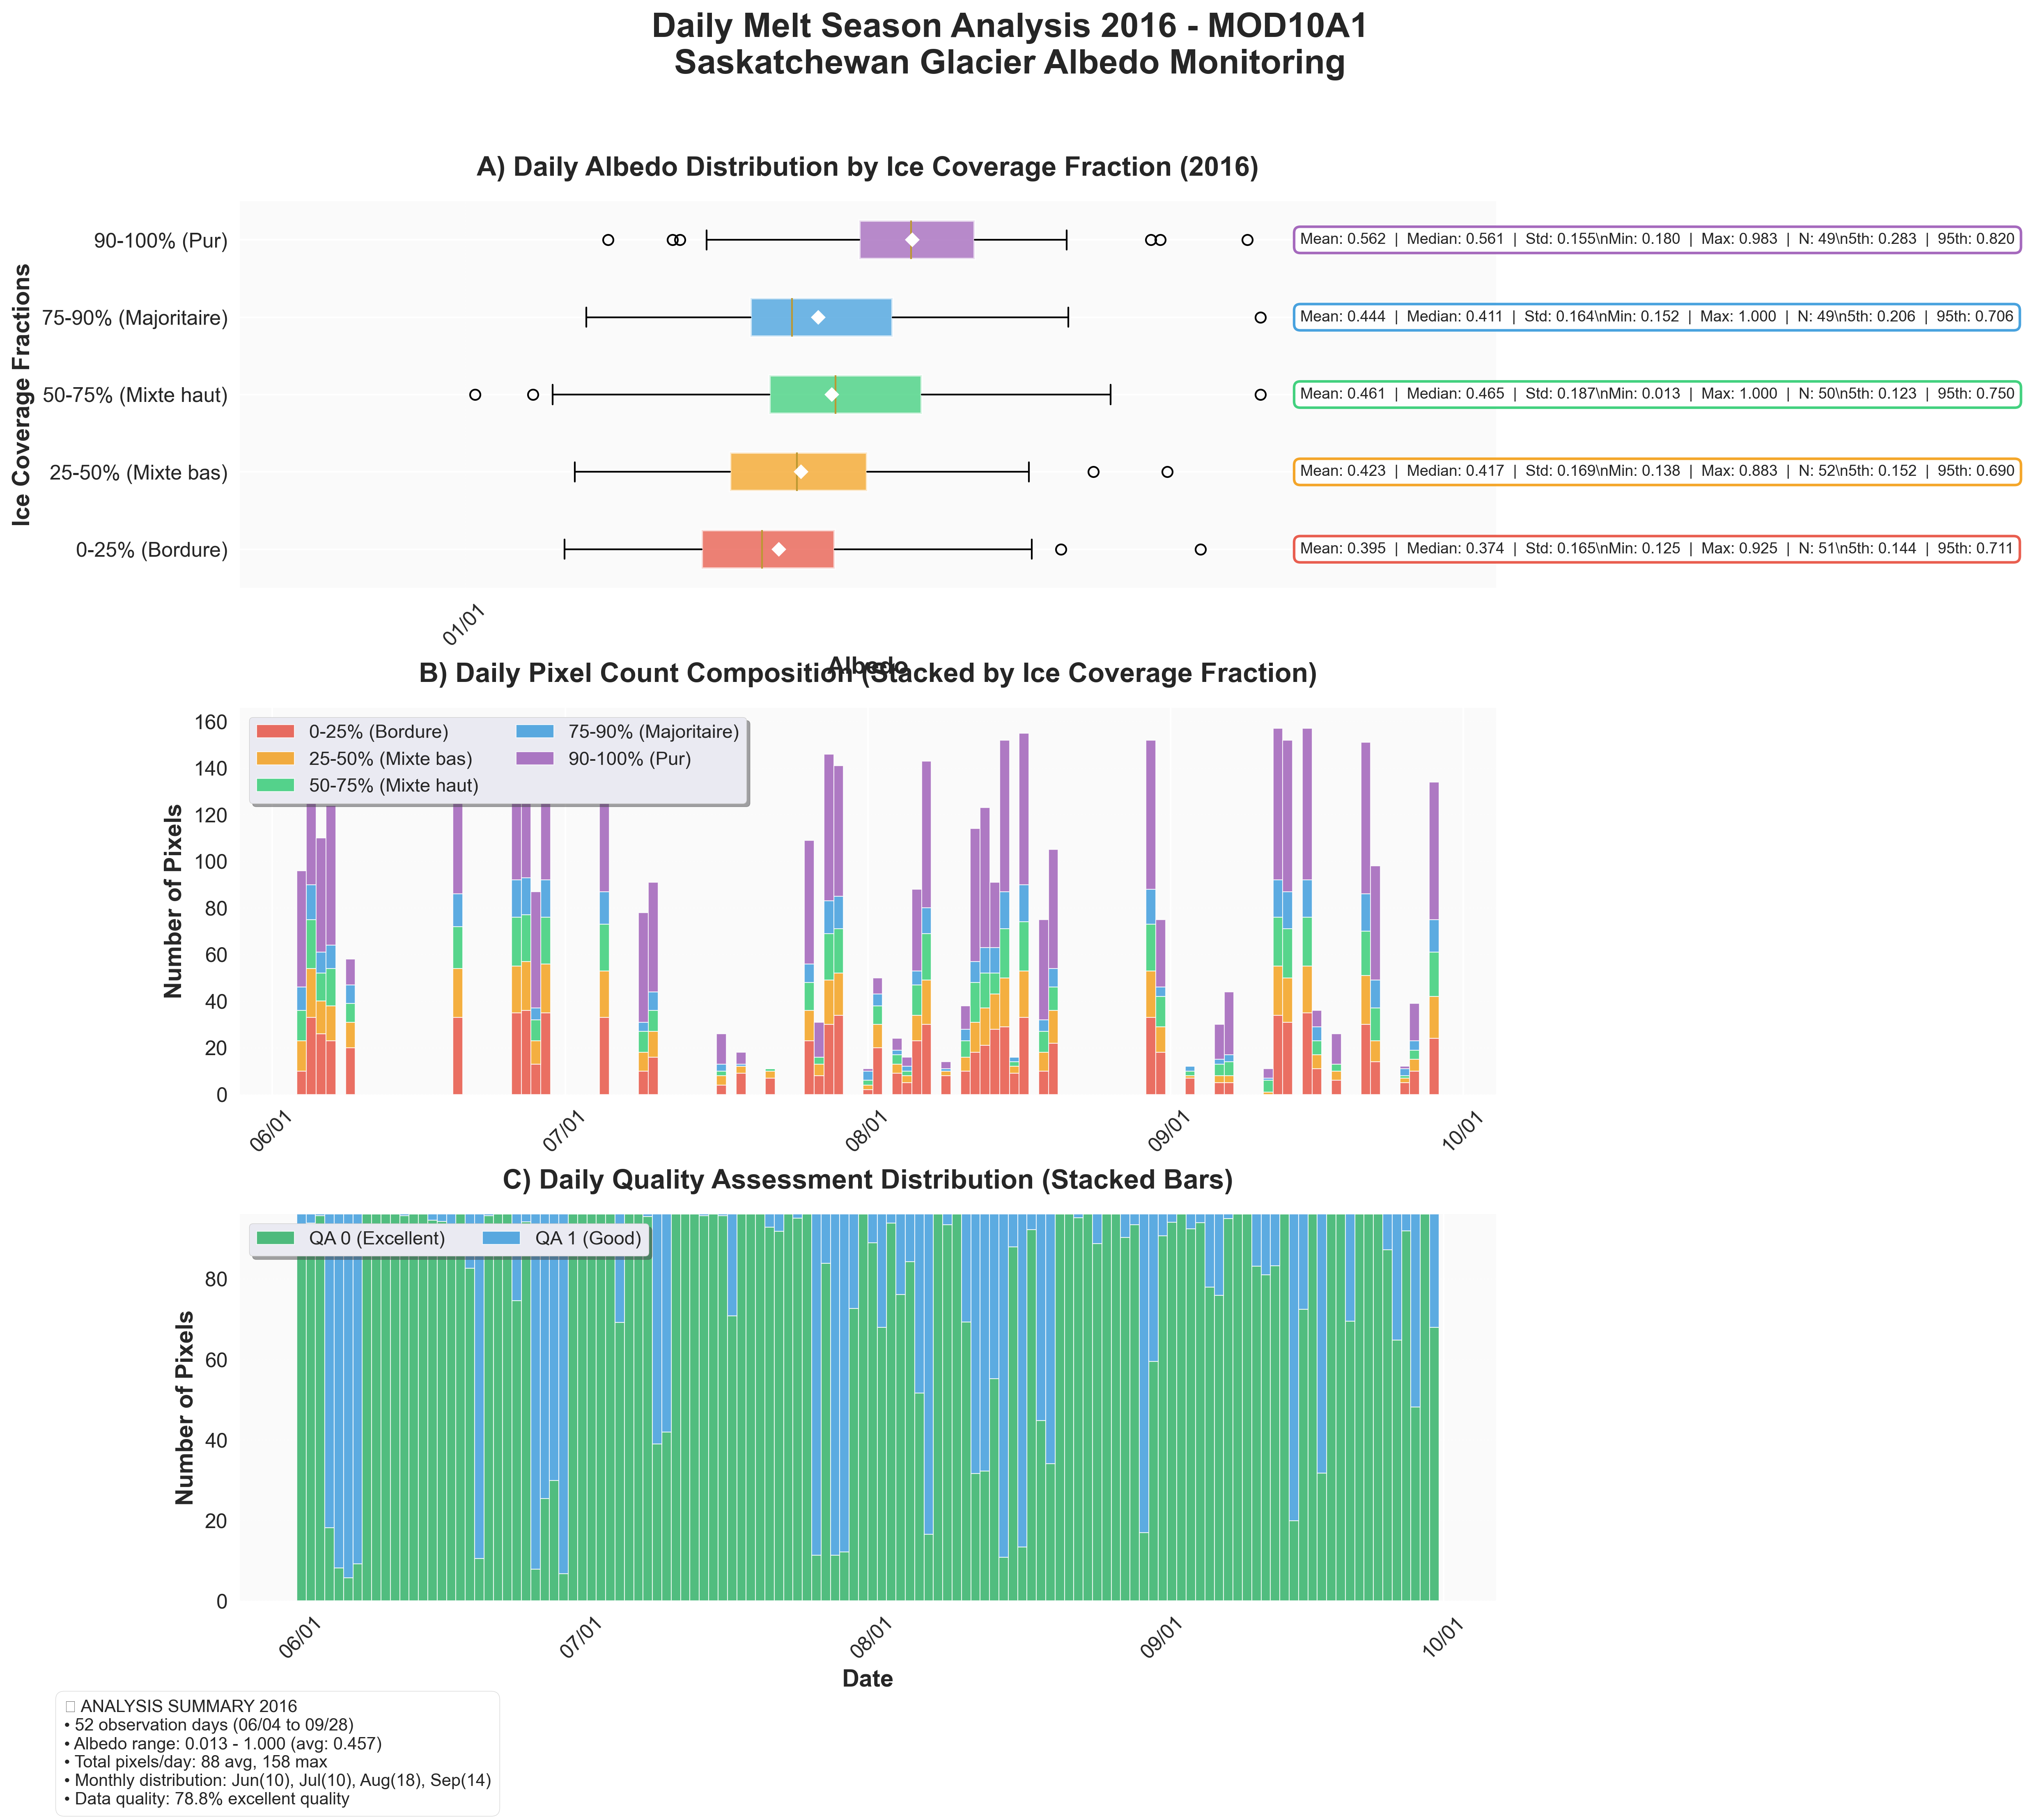 Daily Melt Season Analysis 2016 - MOD10A1
Saskatchewan Glacier Albedo Monitoring
A) Daily Albedo Distribution by Ice Coverage Fraction (2016)
Ice Coverage Fractions
90-100% (Pur)
Mean: 0.562 | Median: 0.561 | Std: 0.155\nMin: 0.180 | Max: 0.983 | N: 49\n5th: 0.283 | 95th: 0.820
75-90% (Majoritaire)
Mean: 0.444 | Median: 0.411 | Std: 0.164\nMin: 0.152 | Max: 1.000 | N: 49\n5th: 0.206 | 95th: 0.706
50-75% (Mixte haut)
Mean: 0.461 | Median: 0.465 | Std: 0.187\nMin: 0.013 | Max: 1.000 | N: 50\n5th: 0.123 | 95th: 0.750
25-50% (Mixte bas)
Mean: 0.423 | Median: 0.417 | Std: 0.169\nMin: 0.138 | Max: 0.883 | N: 52\n5th: 0.152 | 95th: 0.690
0-25% (Bordure)
Mean: 0.395 | Median: 0.374 | Std: 0.165\nMin: 0.125 | Max: 0.925 | N: 51\n5th: 0.144 | 95th: 0.711
01/01
Albedo
B) Daily Pixel Count Composition (Stacked by Ice Coverage Fraction)
Number of Pixels
160
140
120
100
80
60
40
20
0
0-25% (Bordure)
25-50% (Mixte bas)
50-75% (Mixte haut)
75-90% (Majoritaire)
90-100% (Pur)
06/01
07/01
08/01
09/01
10/01
C) Daily Quality Assessment Distribution (Stacked Bars)
Number of Pixels
QA 0 (Excellent)
QA 1 (Good)
80
60
40
20
0
06/01
07/01
08/01
09/01
10/01
Date
ANALYSIS SUMMARY 2016
• 52 observation days (06/04 to 09/28)
• Albedo range: 0.013 - 1.000 (avg: 0.457)
• Total pixels/day: 88 avg, 158 max
• Monthly distribution: Jun(10), Jul(10), Aug(18), Sep(14)
• Data quality: 78.8% excellent quality